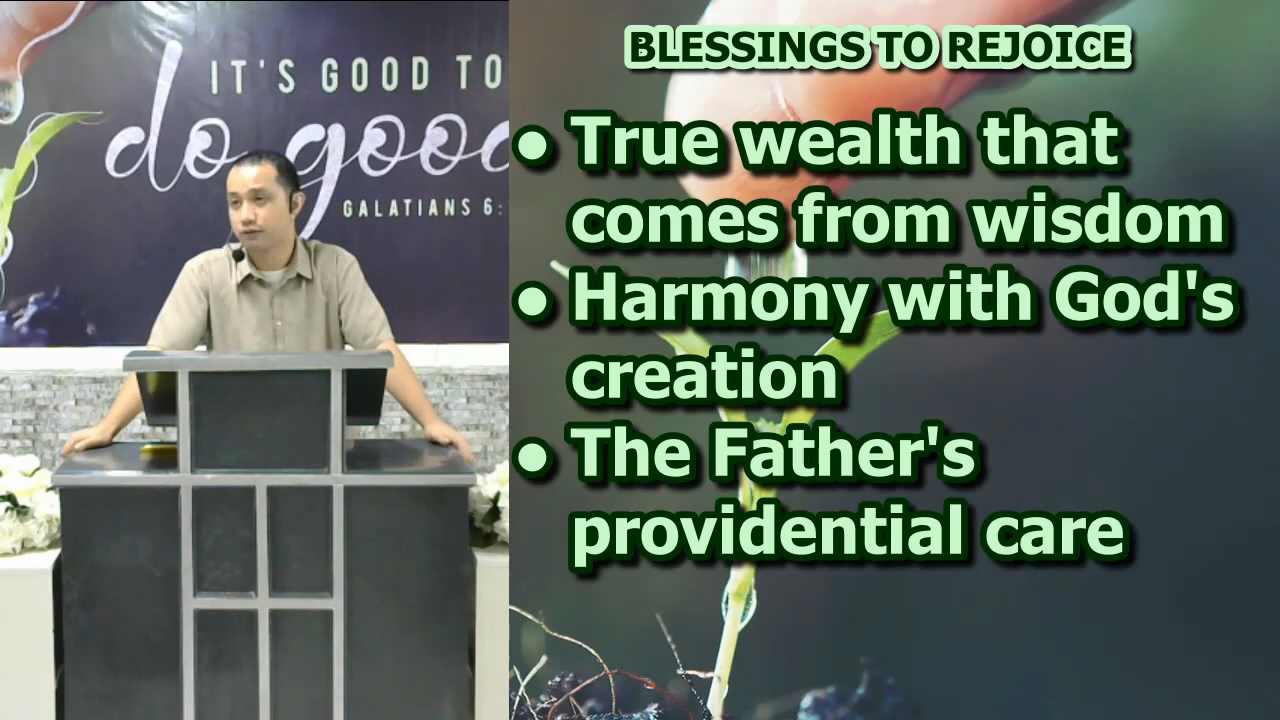 IT'S GOOD TO
do good
GALATIANS 6:
BLESSINGS TO REJOICE
● True wealth that
comes from wisdom
● Harmony with God's
creation
● The Father's
providential care